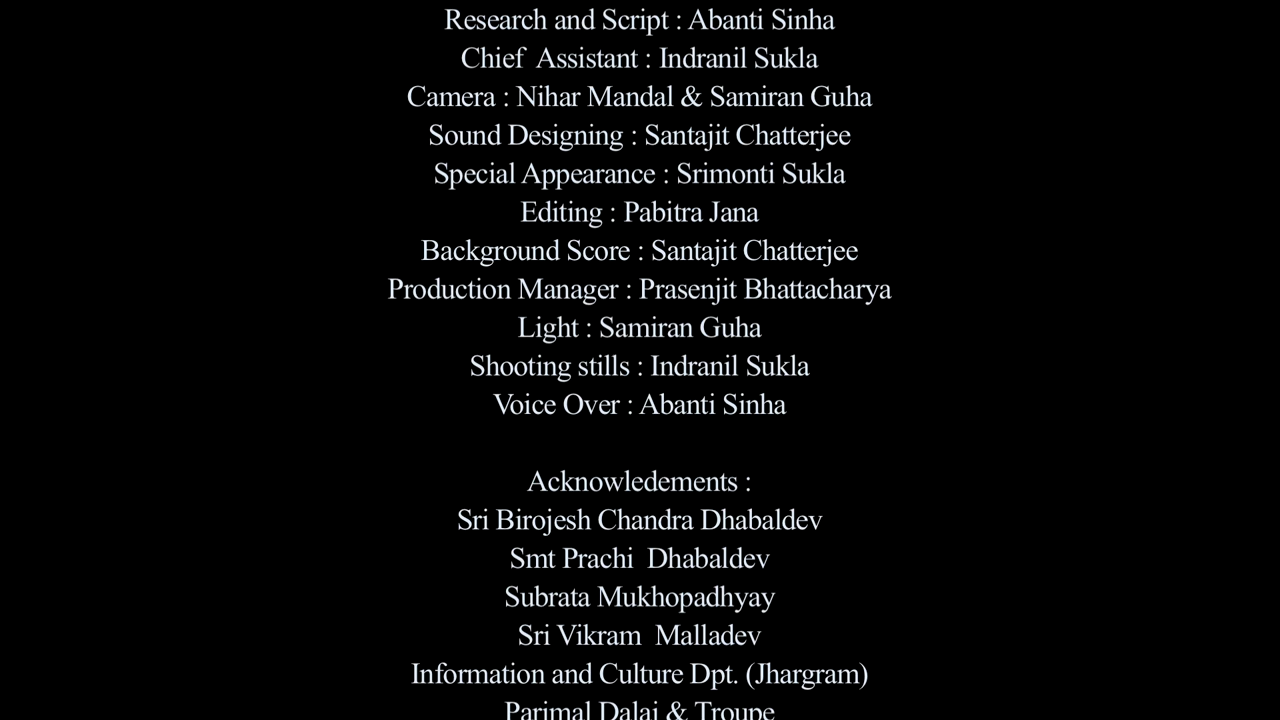 Research and Script : Abanti Sinha
Chief Assistant : Indranil Sukla
Camera : Nihar Mandal & Samiran Guha
Sound Designing : Santajit Chatterjee
Special Appearance : Srimonti Sukla
Editing : Pabitra Jana
Background Score : Santajit Chatterjee
Production Manager : Prasenjit Bhattacharya
Light : Samiran Guha
Shooting stills : Indranil Sukla
Voice Over : Abanti Sinha
Acknowledements :
Sri Birojesh Chandra Dhabaldev
Smt Prachi Dhabaldev
Subrata Mukhopadhyay
Sri Vikram Malladev
Information and Culture Dpt. (Jhargram)
Parimal Dalai & Troupe